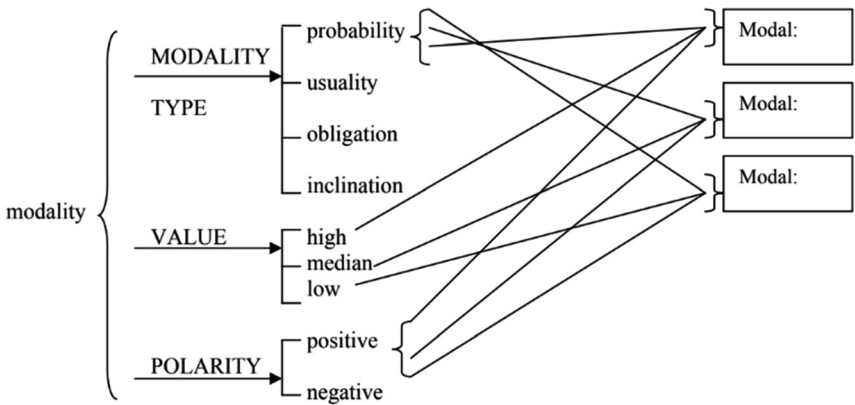 probability
Modal:
MODALITY
usuality
TYPE
Modal:
obligation
Modal:
inclination
modality
VALUE
high
median
low
positive
POLARITY
negative